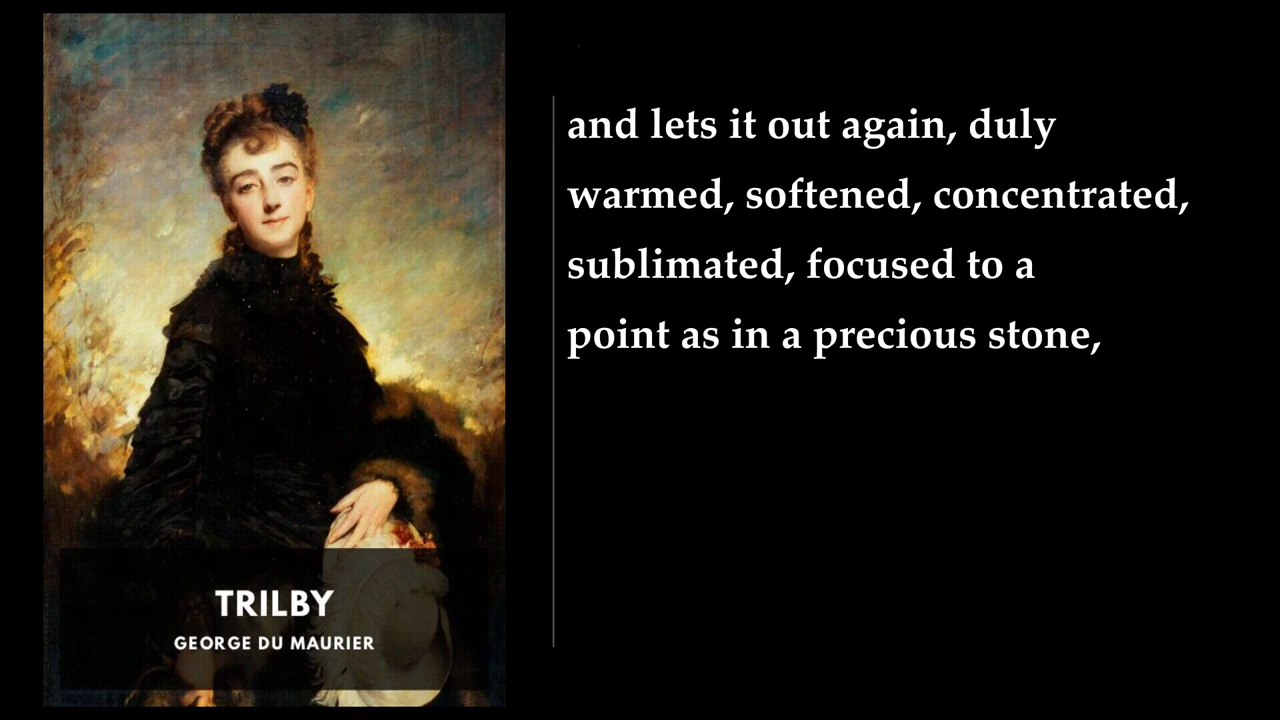 TRILBY
GEORGE DU MAURIER
and lets it out again, duly
warmed, softened, concentrated,
sublimated, focused to a
point as in a precious stone,